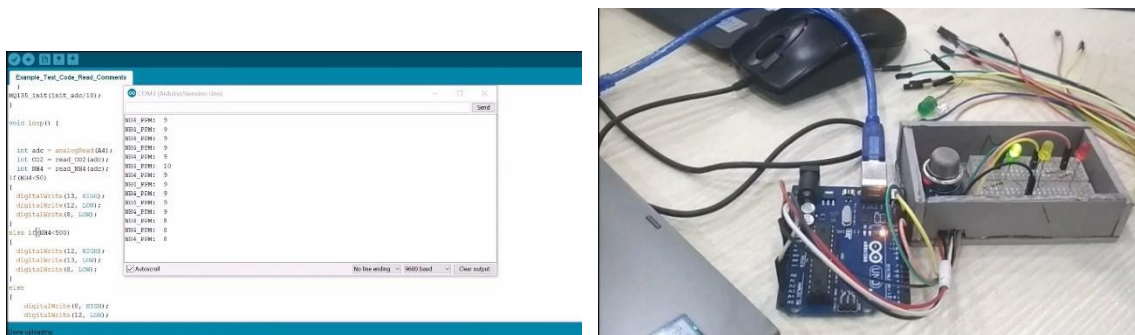 Example_Test_Code_Read_Comments
}
MQ135_init(init_adc/10);
}
void loop() {
int adc = analogRead(A4);
int CO2 = read_CO2(adc);
int NH4 = read_NH4(adc);
if(NH4<50)
{
digitalWrite(13, HIGH);
digitalWrite(12, LOW);
digitalWrite(8, LOW);
}
else if(NH4<500)
{
digitalWrite(12, HIGH);
digitalWrite(13, LOW);
digitalWrite(8, LOW);
}
else
{
digitalWrite(8, HIGH);
digitalWrite(12, LOW);
Done uploading.
(Arduino/Genuino Uno)
Send
NH4_PPM: 9
NH4_PPM: 9
NH4_PPM: 9
NH4_PPM: 9
NH4_PPM: 9
NH4_PPM: 10
NH4_PPM: 9
NH4_PPM: 9
NH4_PPM: 9
NH4_PPM: 9
NH4_PPM: 9
NH4_PPM: 8
NH4_PPM: 8
NH4_PPM: 8
Autoscroll
No line ending
9600 baud
Clear output
ARDUINO
UNO